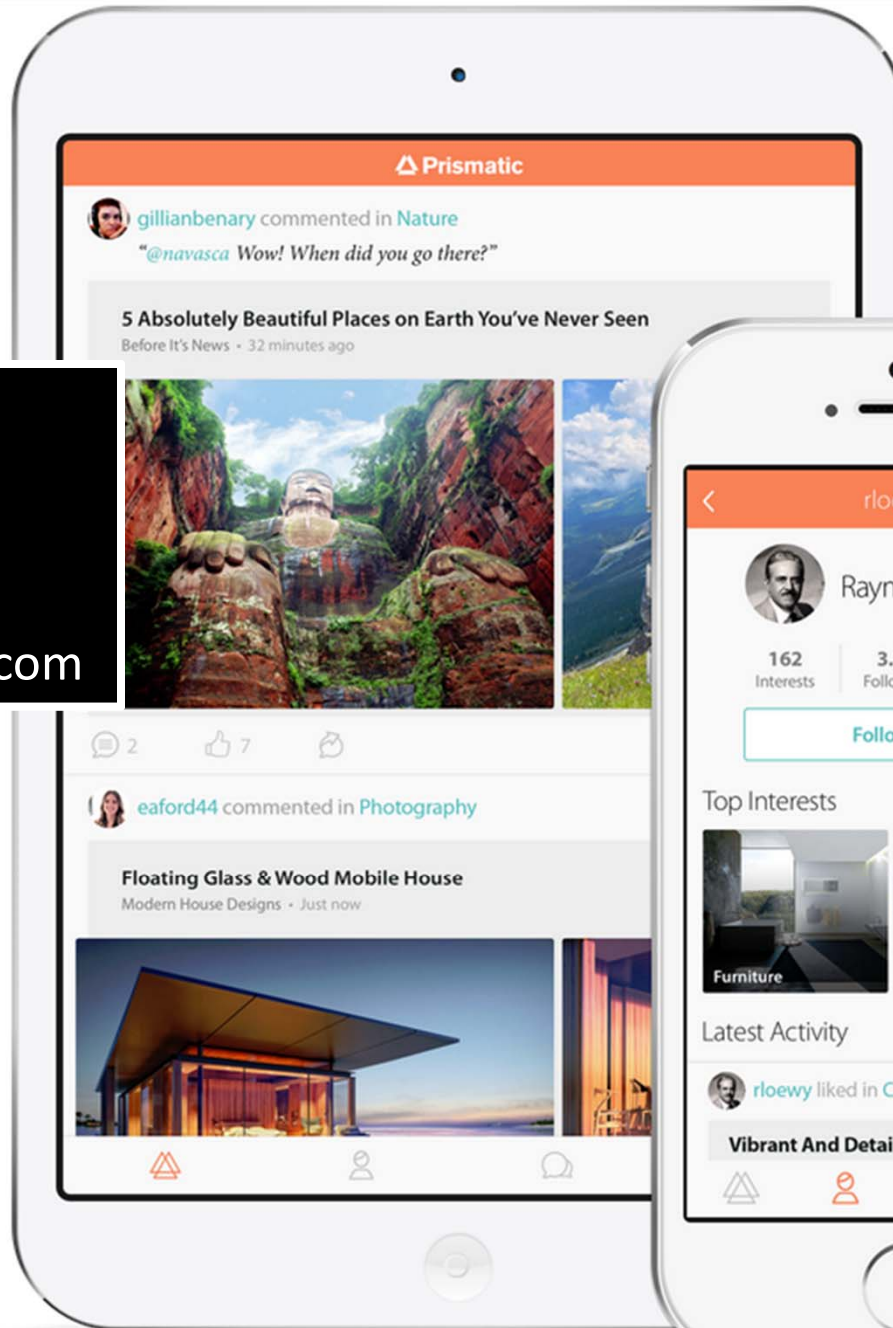 Prismatic
gillianbenary commented in Nature
“@navasca Wow! When did you go there?”
5 Absolutely Beautiful Places on Earth You’ve Never Seen
Before It’s News • 32 minutes ago
com
2
7
eaford44 commented in Photography
Floating Glass & Wood Mobile House
Modern House Designs • Just now
162
Interests
Top Interests
Furniture
Latest Activity
rloewy liked in
Vibrant And